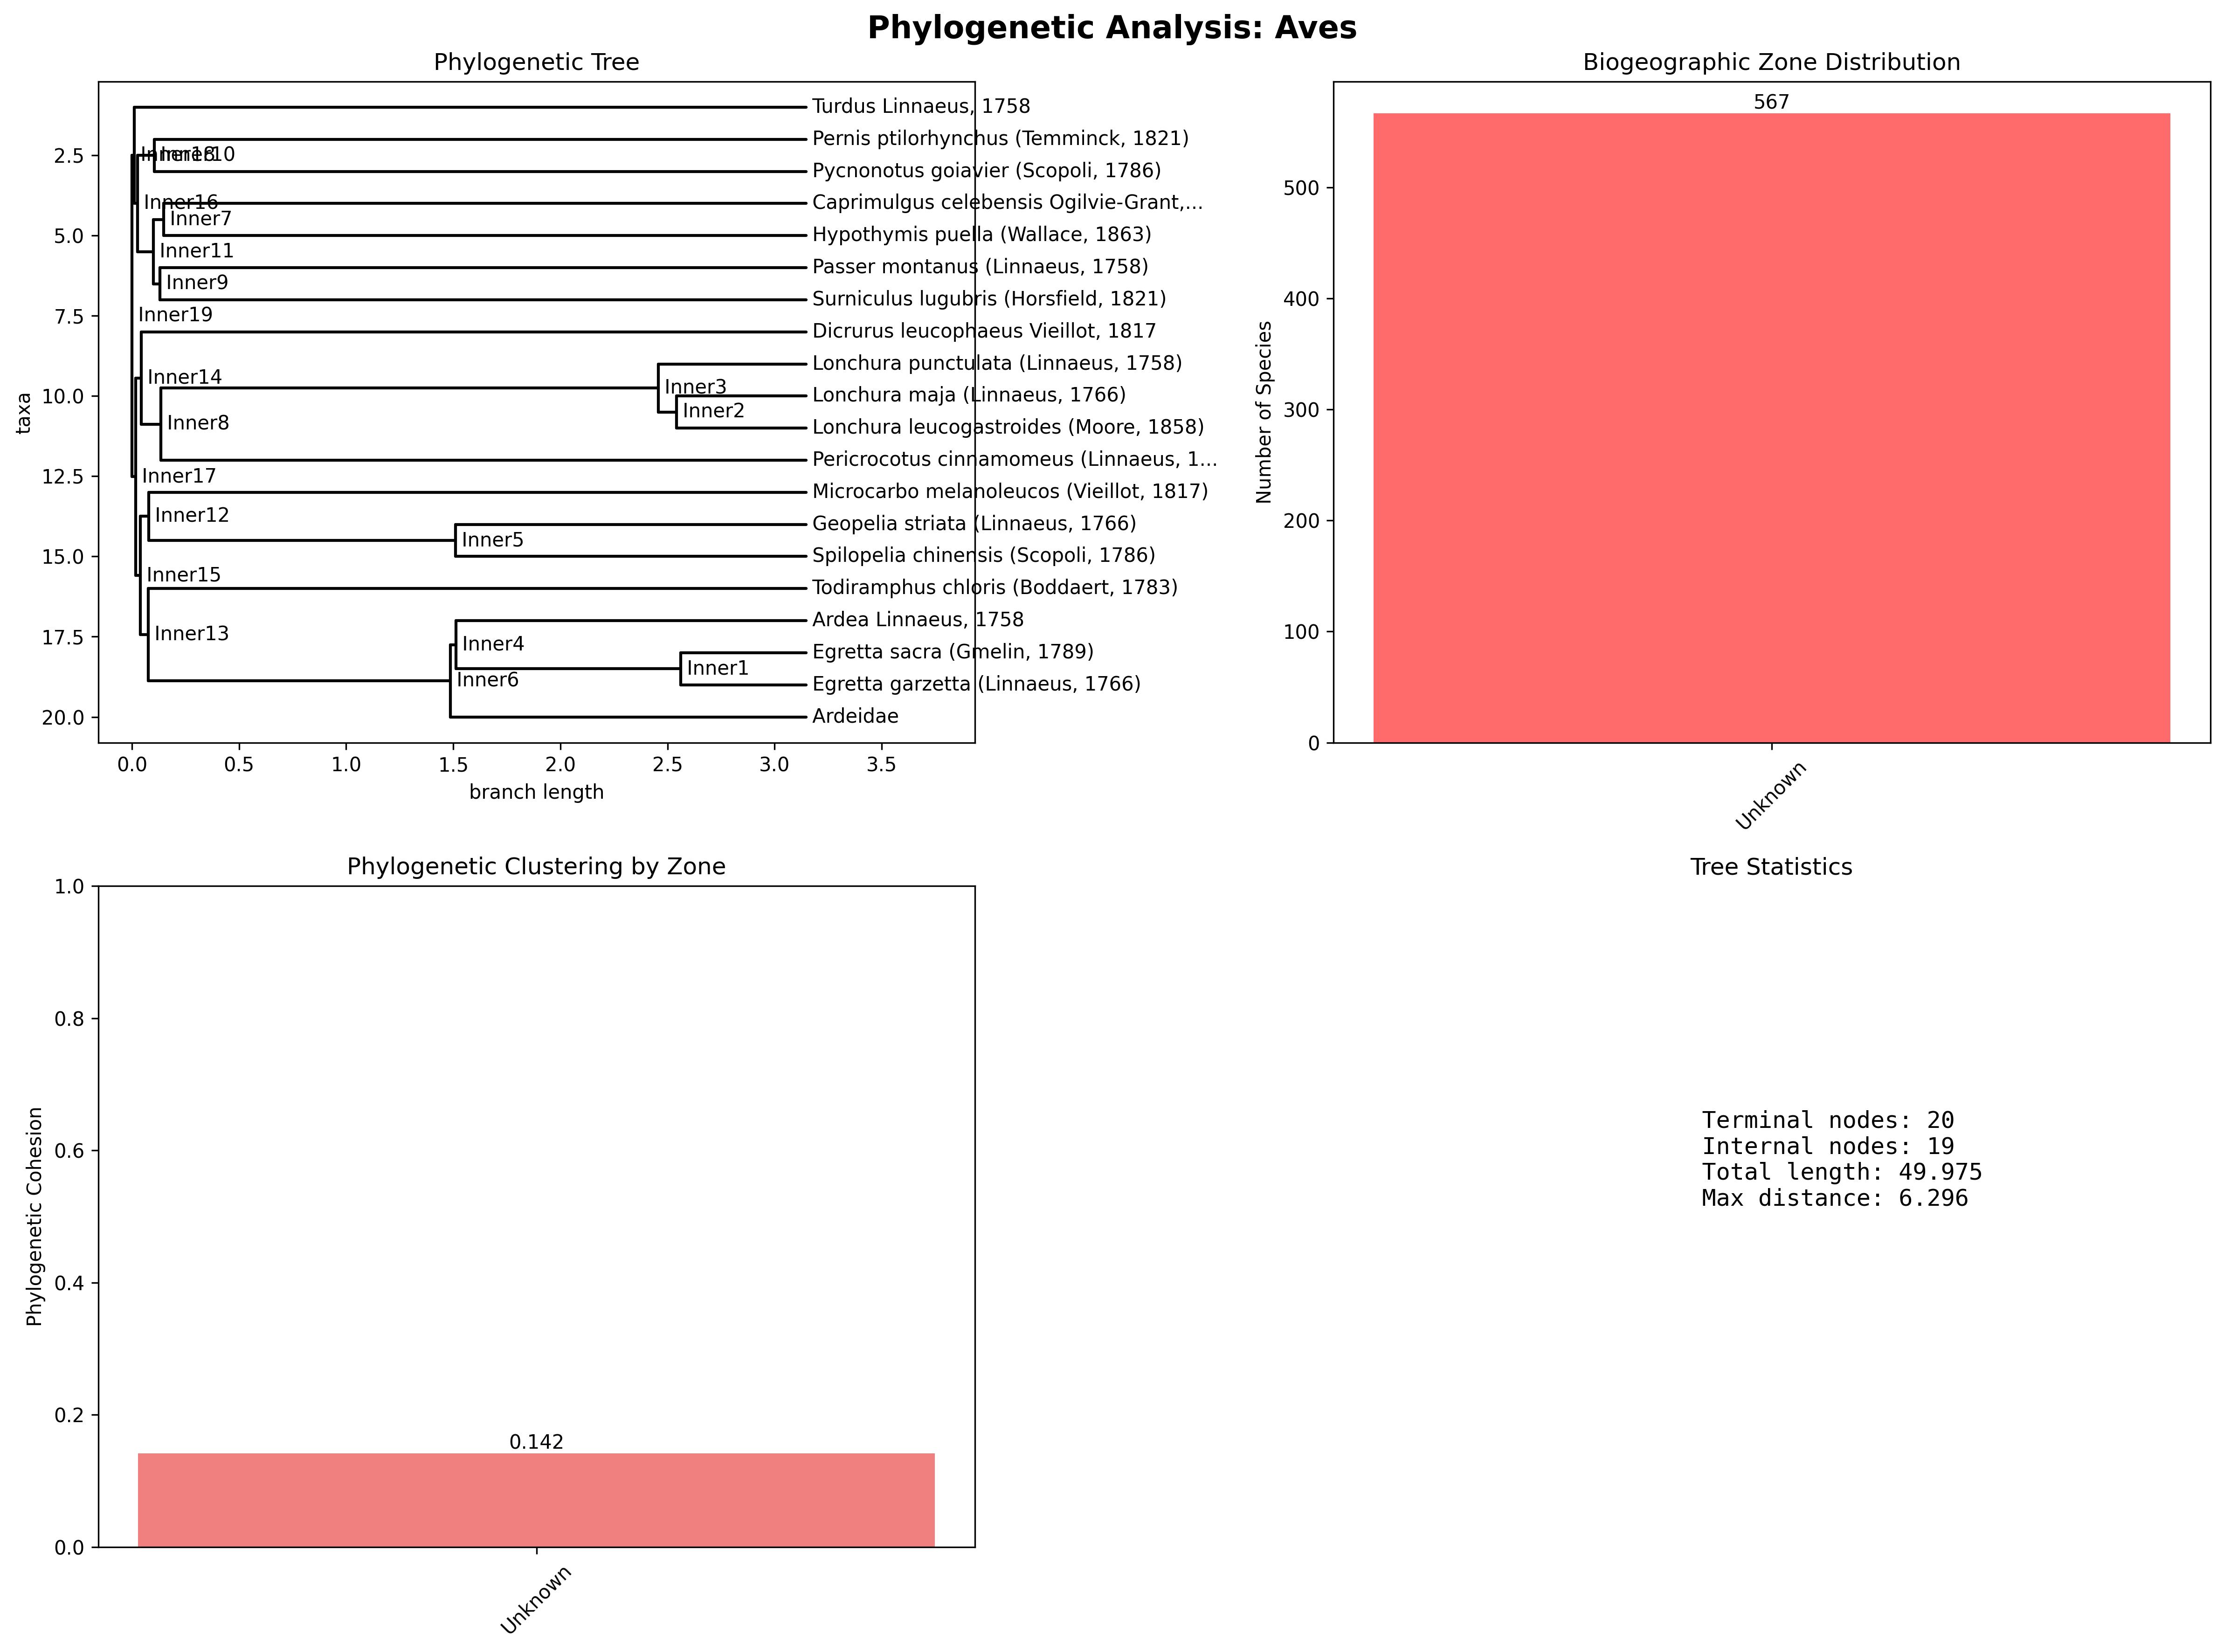 Phylogenetic Analysis: Aves
Phylogenetic Tree
Turdus Linnaeus, 1758
Pernis ptilorhynchus (Temminck, 1821)
2.5
Inner10
Pycnonotus goiavier (Scopoli, 1786)
Inner16
Caprimulgus celebensis Ogilvie-Grant,...
Inner7
5.0
Hypothymis puella (Wallace, 1863)
Inner11
Passer montanus (Linnaeus, 1758)
Inner9
Surniculus lugubris (Horsfield, 1821)
7.5
Inner19
Dicrurus leucophaeus Vieillot, 1817
Lonchura punctulata (Linnaeus, 1758)
Inner14
Inner3
10.0
Lonchura maja (Linnaeus, 1766)
Inner2
Inner8
Lonchura leucogastroides (Moore, 1858)
taxa
Pericrocotus cinnamomeus (Linnaeus, 1...
12.5
Inner17
Microcarbo melanoleucos (Vieillot, 1817)
Inner12
Geopelia striata (Linnaeus, 1766)
Inner5
15.0
Spilopelia chinensis (Scopoli, 1786)
Inner15
Todiramphus chloris (Boddaert, 1783)
Ardea Linnaeus, 1758
17.5
Inner13
Inner4
Egretta sacra (Gmelin, 1789)
Inner1
Inner6
Egretta garzetta (Linnaeus, 1766)
20.0
Ardeidae
0.0 0.5 1.0 1.5 2.0 2.5 3.0 3.5
branch length
Biogeographic Zone Distribution
567
500
400
300
200
100
0
Number of Species
Unknown
Phylogenetic Clustering by Zone
1.0
0.8
0.6
0.4
0.2
0.0
Phylogenetic Cohesion
0.142
Unknown
Tree Statistics
Terminal nodes: 20
Internal nodes: 19
Total length: 49.975
Max distance: 6.296